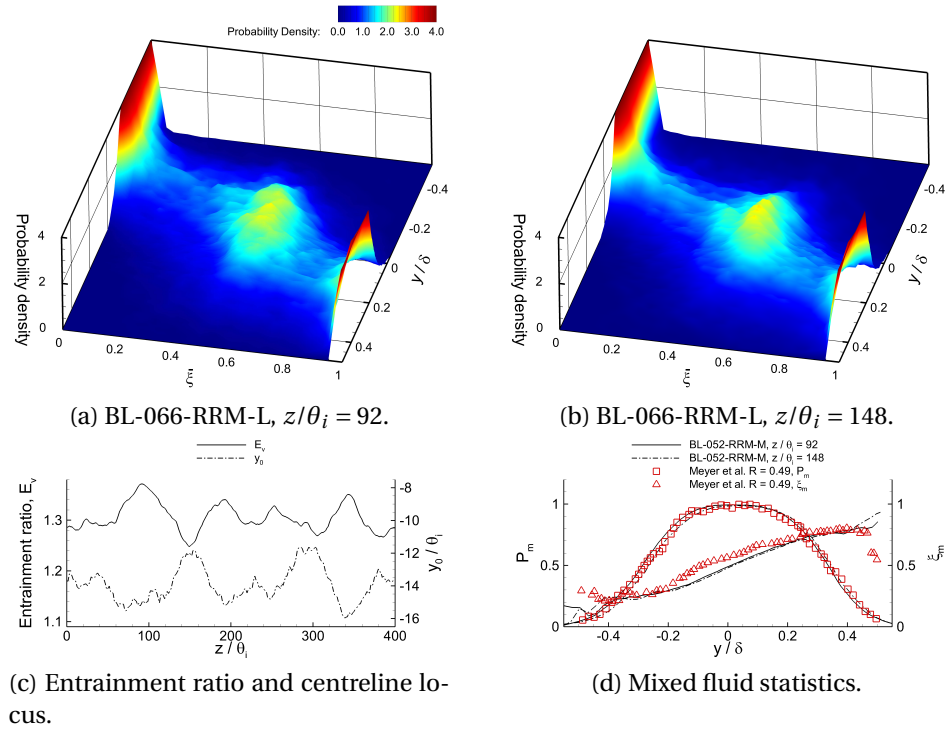 Probability Density: 0.0 1.0 2.0 3.0 4.0
Probability density
4
2
0
0
0.2
0.4
0.6
0.8
1
ξ̄
-0.4
-0.2
0
0.2
0.4
y / δ
Probability density
4
2
0
0
0.2
0.4
0.6
0.8
1
ξ̄
-0.4
-0.2
0
0.2
0.4
y / δ
(a) BL-066-RRM-L, z/θi = 92.
(b) BL-066-RRM-L, z/θi = 148.
Ev
y0
Entrainment ratio, Ev
1.3
1.2
1.1
0 100 200 300 400
z / θi
-8
-10
-12
-14
-16
y0 / θi
BL-052-RRM-M, z / θi = 92
BL-052-RRM-M, z / θi = 148
Meyer et al. R = 0.49, Pm
Meyer et al. R = 0.49, ξm
Pm
1
0.5
0
-0.4 -0.2 0 0.2 0.4
y / δ
1
0.5
0
ξm
(c) Entrainment ratio and centreline lo-
cus.
(d) Mixed fluid statistics.